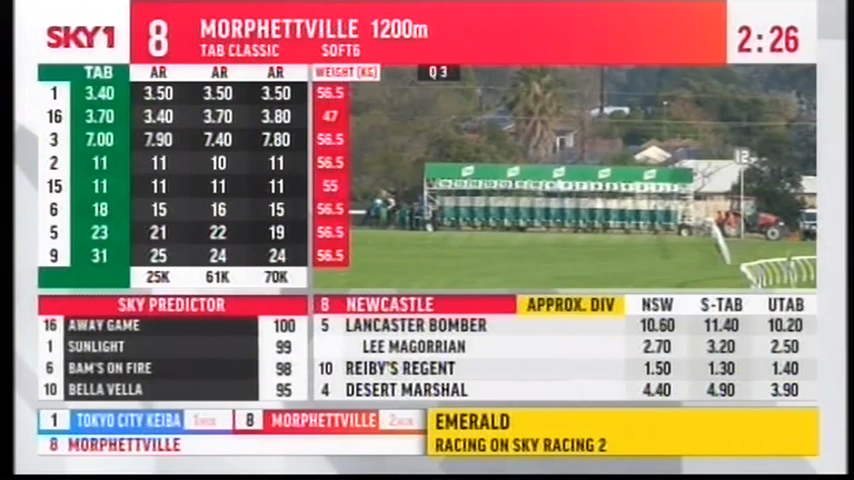 SKY1
8
MORPHETTVILLE 1200m
TAB CLASSIC SOFT6
2:26
TAB AR AR AR WEIGHT (KG)
Q 3
1 3.40 3.50 3.50 3.50 56.5
16 3.70 3.40 3.70 3.80 47
3 7.00 7.90 7.40 7.80 56.5
2 11 11 10 11 56.5
15 11 11 11 11 55
6 18 15 16 15 56.5
5 23 21 22 19 56.5
9 31 25 24 24 56.5
25K 61K 70K
12
SKY PREDICTOR
16 AWAY GAME 100
1 SUNLIGHT 99
6 BAM'S ON FIRE 98
10 BELLA VELLA 95
8 NEWCASTLE APPROX. DIV NSW S-TAB UTAB
5 LANCASTER BOMBER 10.60 11.40 10.20
LEE MAGORRIAN 2.70 3.20 2.50
10 REIBY'S REGENT 1.50 1.30 1.40
4 DESERT MARSHAL 4.40 4.90 3.90
1 TOKYO CITY KEIBA 1MIN 8 MORPHETTVILLE 2MIN
8 MORPHETTVILLE
EMERALD
RACING ON SKY RACING 2